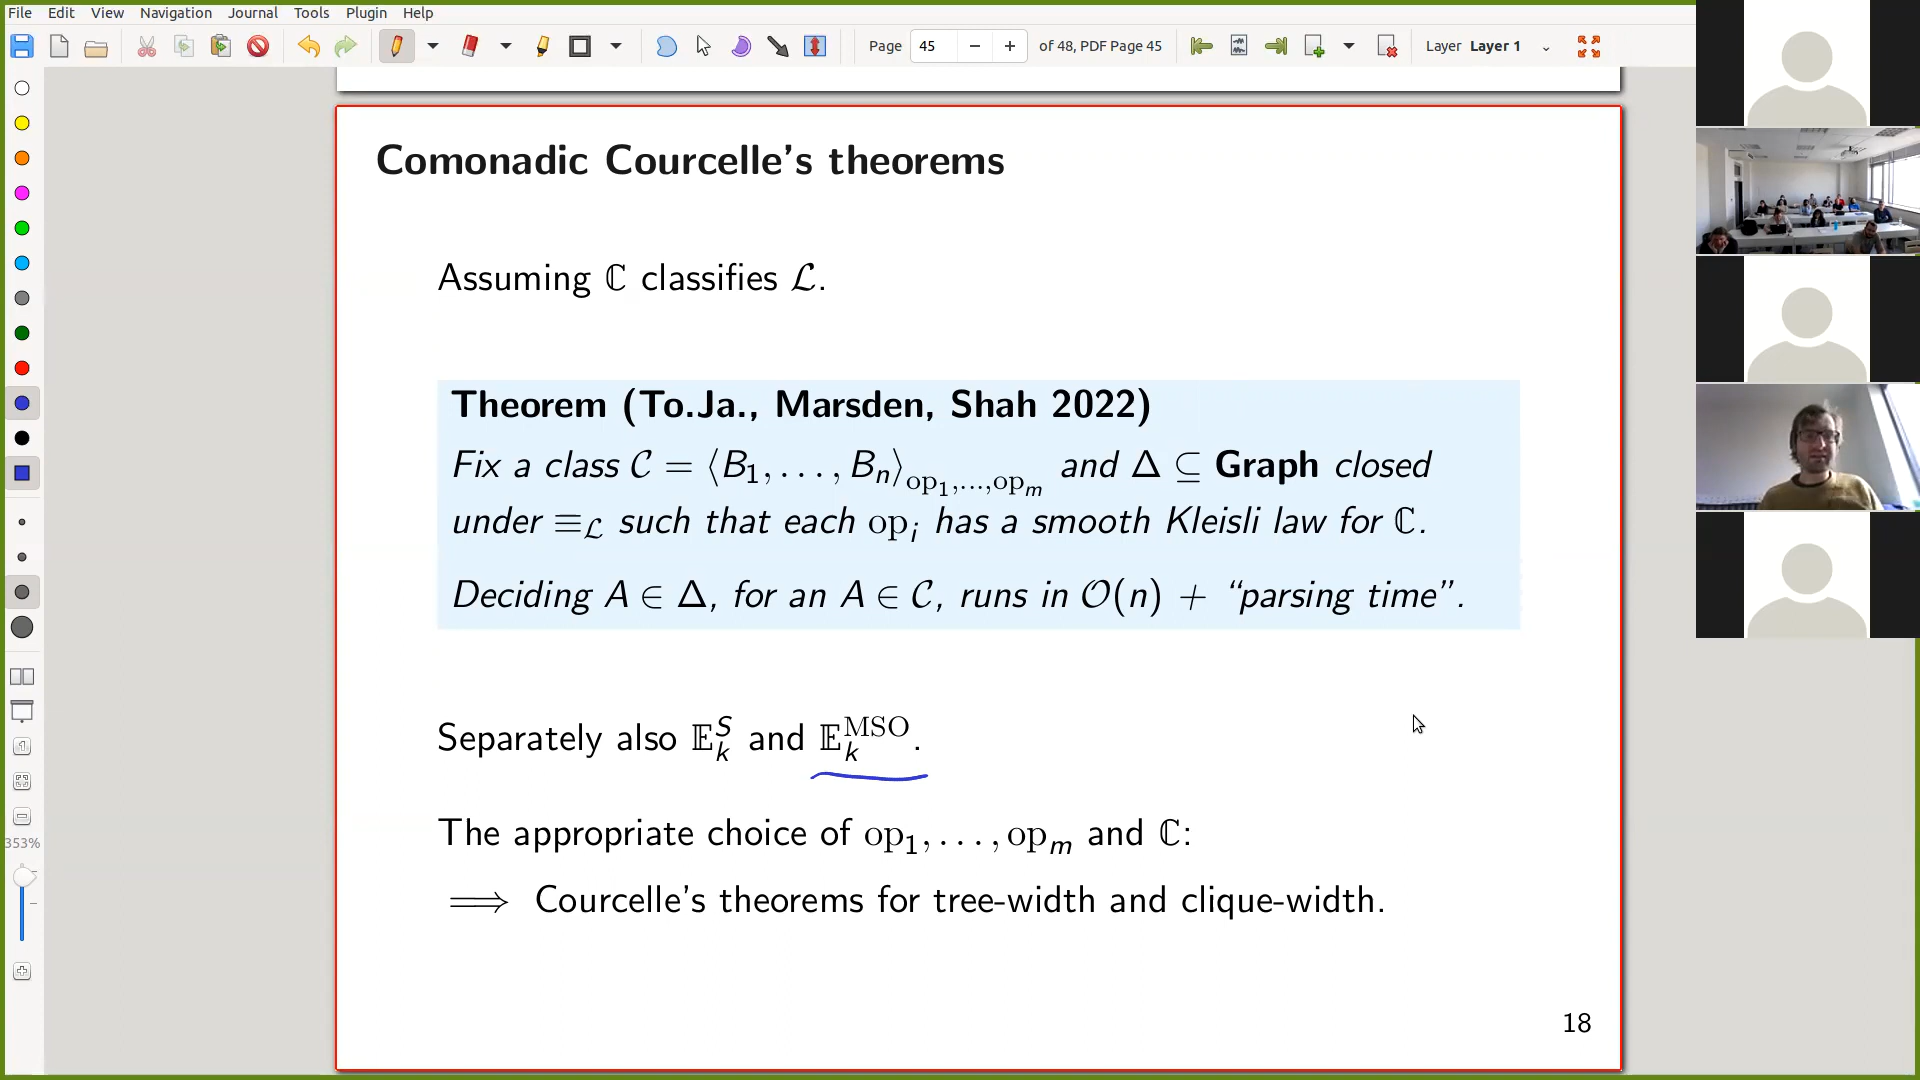 File Edit View Navigation Journal Tools Plugin Help
Page 45 − + of 48, PDF Page 45 Layer Layer 1
353%
Comonadic Courcelle's theorems
Assuming ℂ classifies ℒ.
Theorem (To.Ja., Marsden, Shah 2022)
Fix a class 𝒞 = ⟨B₁, …, Bₙ⟩op₁,…,opₘ and Δ ⊆ Graph closed
under ≡ℒ such that each opᵢ has a smooth Kleisli law for ℂ.
Deciding A ∈ Δ, for an A ∈ 𝒞, runs in 𝒪(n) + “parsing time”.
Separately also 𝔼ₖ^S and 𝔼ₖ^MSO.
The appropriate choice of op₁, …, opₘ and ℂ:
⟹ Courcelle's theorems for tree-width and clique-width.
18